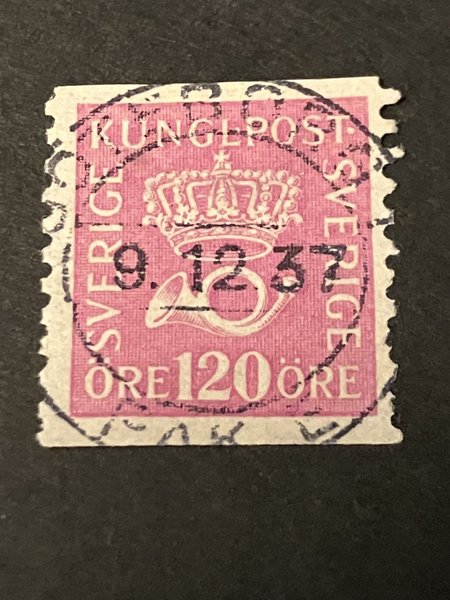 KUNGLPOST·
SVERIGE
SVERIGE
9.12.37
ÖRE 120 ÖRE